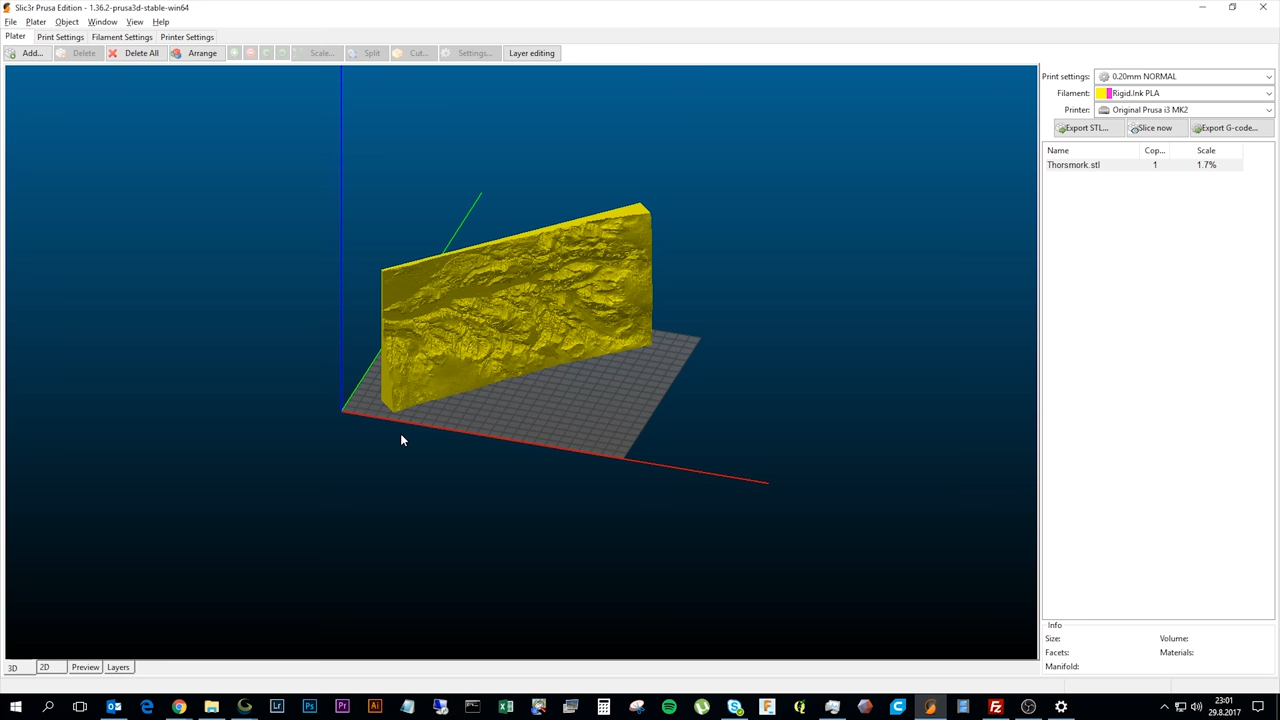 Slic3r Prusa Edition - 1.36.2-prusa3d-stable-win64
File Plater Object Window View Help
Plater Print Settings Filament Settings Printer Settings
Add... Delete Delete All Arrange Scale... Split Cut... Settings... Layer editing
Print settings: 0.20mm NORMAL
Filament: Rigid.Ink PLA
Printer: Original Prusa i3 MK2
Export STL... Slice now Export G-code...
Name Cop... Scale
Thorsmork.stl 1 1.7%
Info
Size: Volume:
Facets: Materials:
Manifold:
3D 2D Preview Layers
23:01
29.8.2017